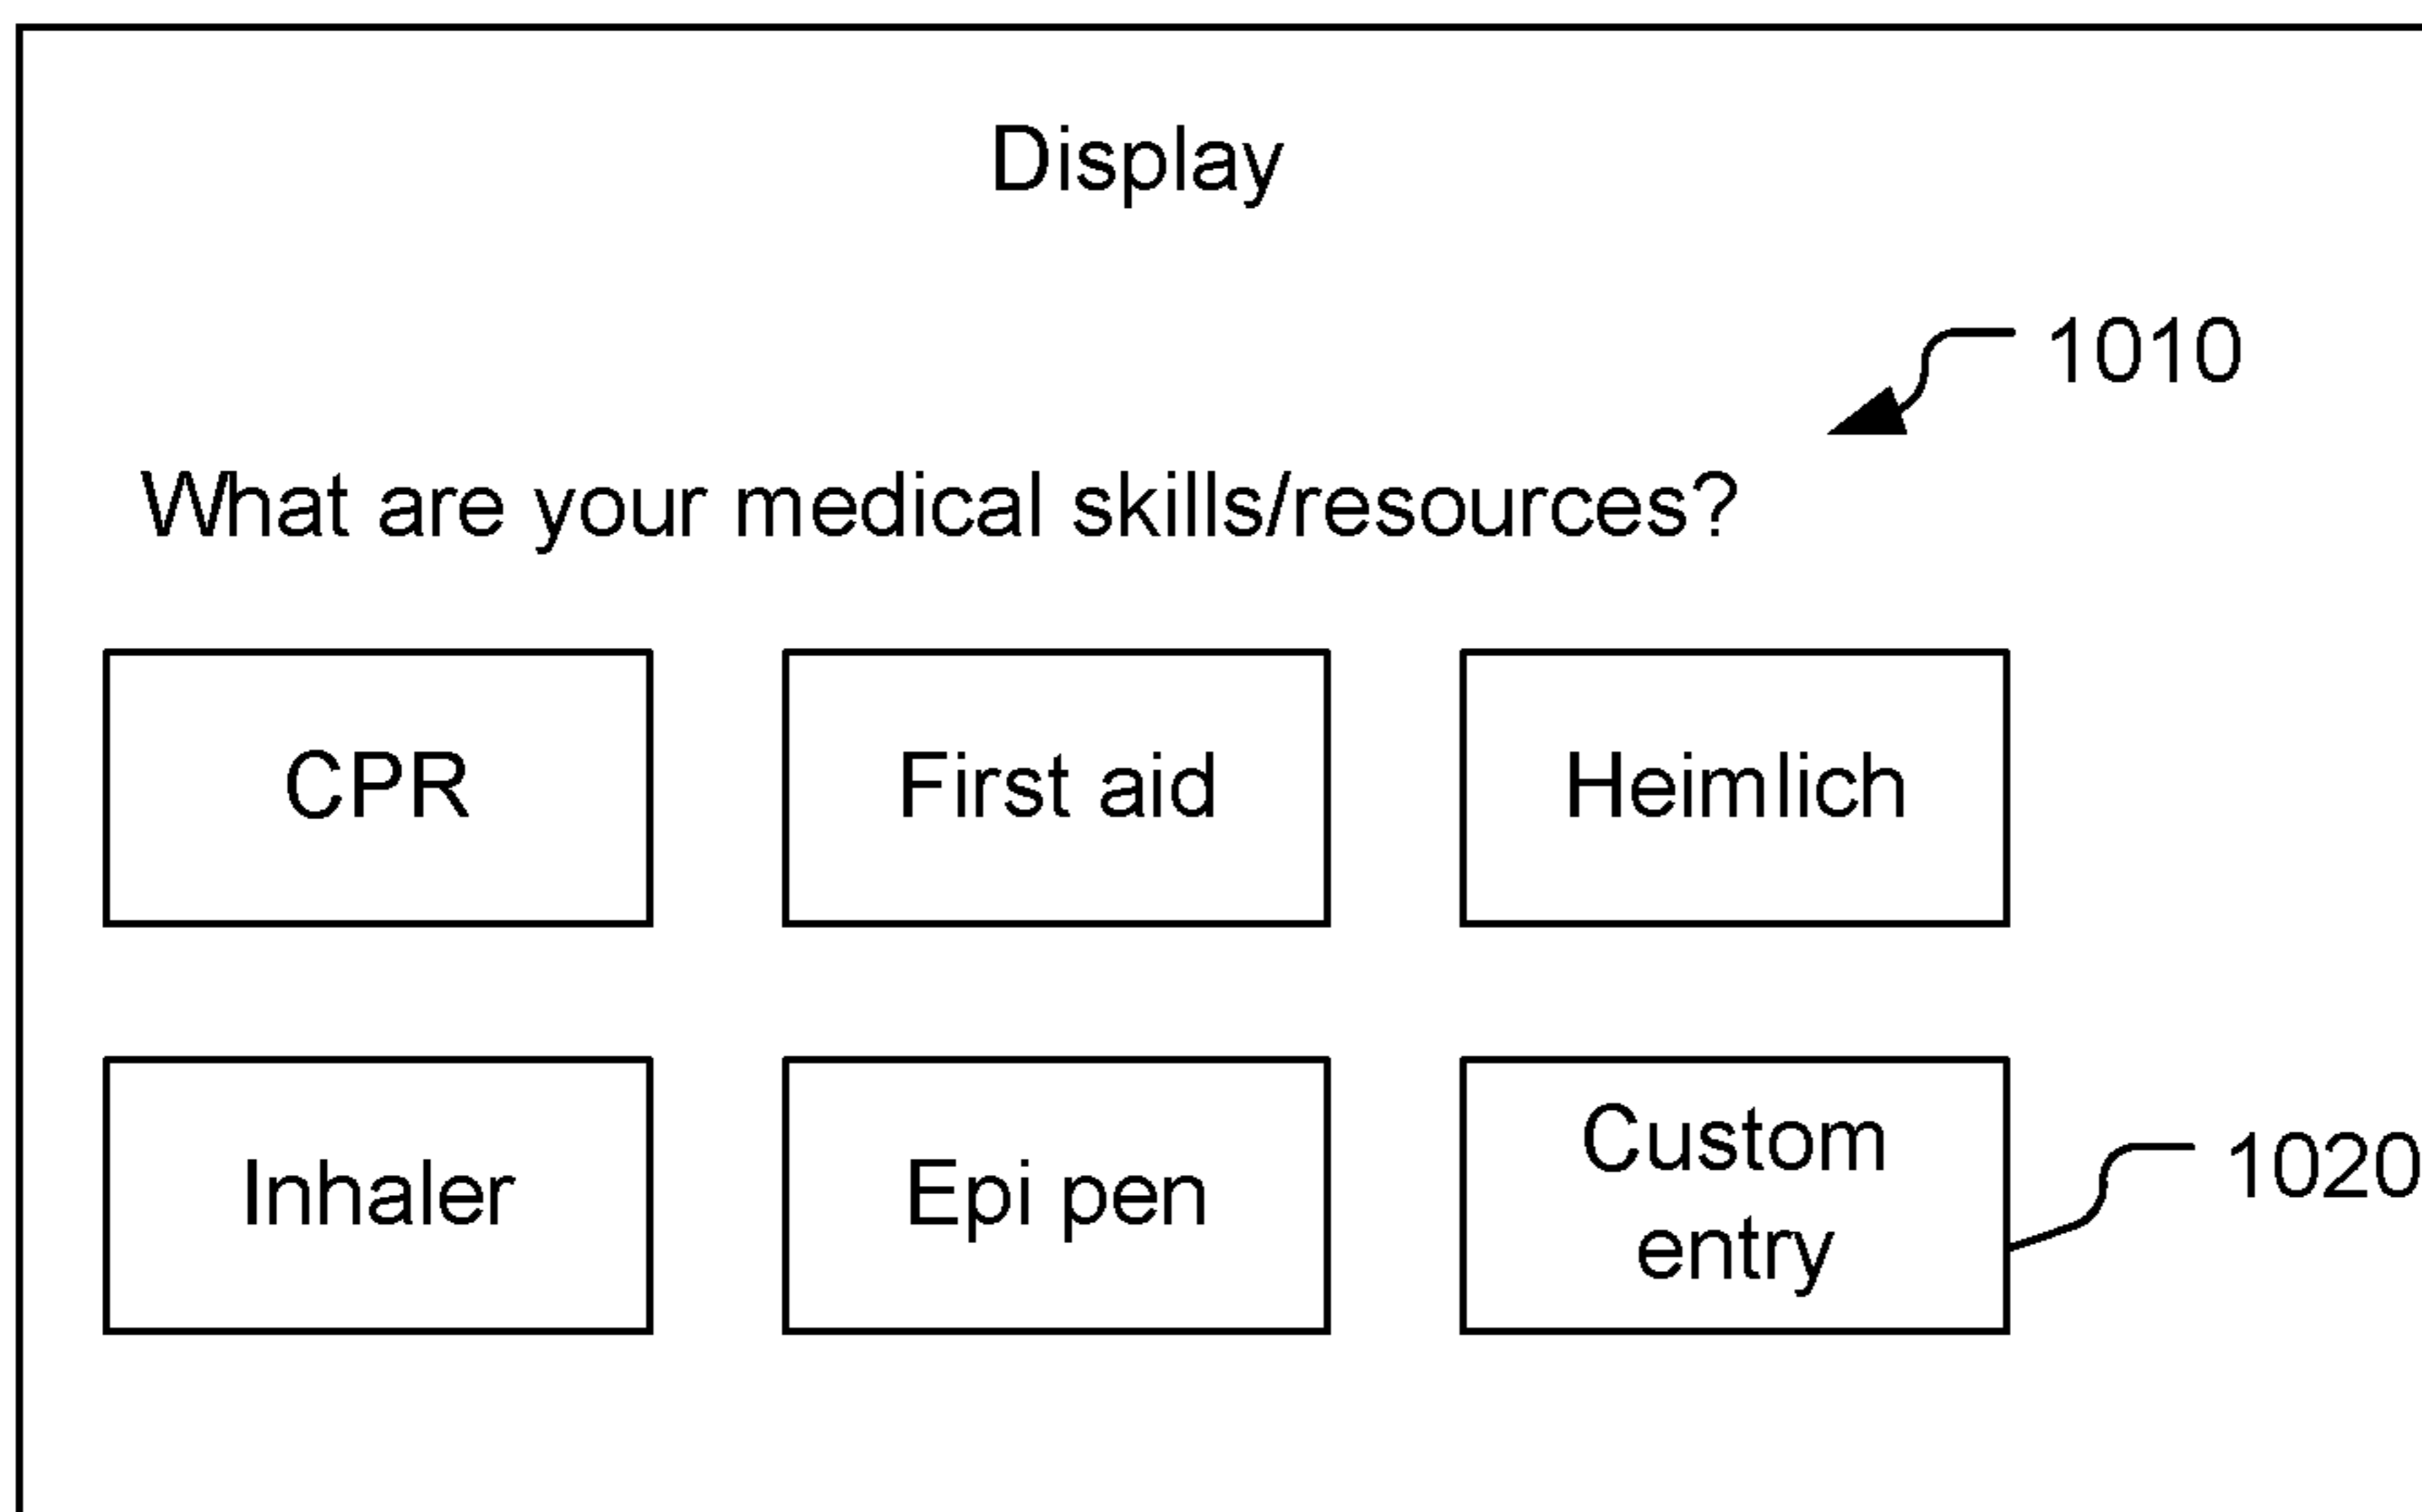 Display
1010
What are your medical skills/resources?
CPR
First aid
Heimlich
Inhaler
Epi pen
Custom
entry
1020